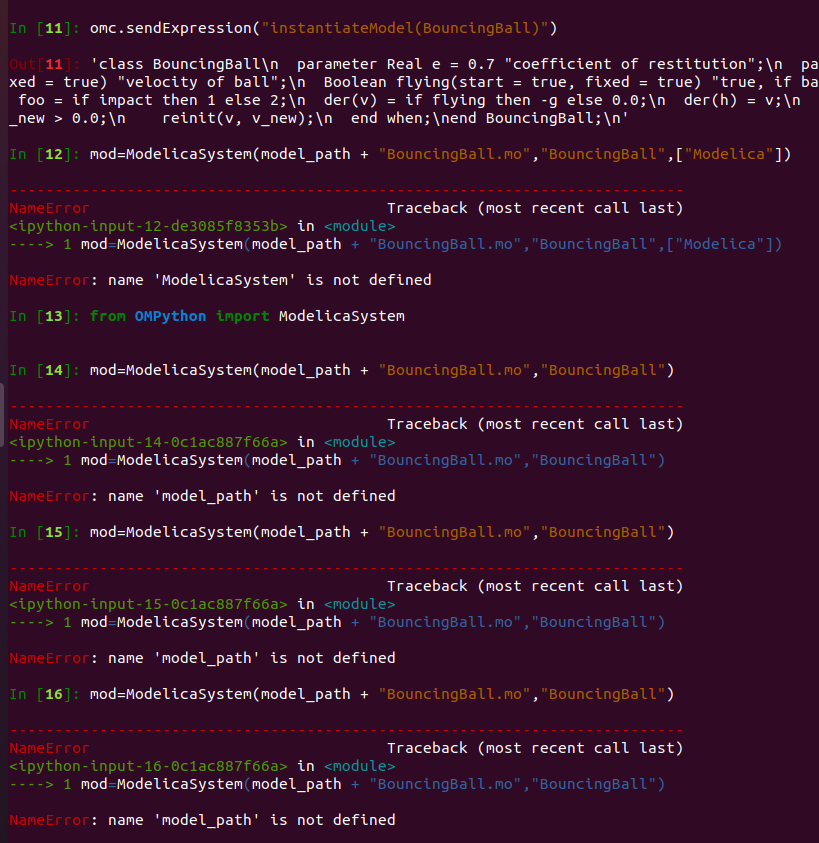 In [11]: omc.sendExpression("instantiateModel(BouncingBall)")
Out[11]: 'class BouncingBall\n  parameter Real e = 0.7 "coefficient of restitution";\n  pa
xed = true) "velocity of ball";\n  Boolean flying(start = true, fixed = true) "true, if ba
 foo = if impact then 1 else 2;\n  der(v) = if flying then -g else 0.0;\n  der(h) = v;\n
_new > 0.0;\n    reinit(v, v_new);\n  end when;\nend BouncingBall;\n'
In [12]: mod=ModelicaSystem(model_path + "BouncingBall.mo","BouncingBall",["Modelica"])
---------------------------------------------------------------------------
NameError                                 Traceback (most recent call last)
<ipython-input-12-de3085f8353b> in <module>
----> 1 mod=ModelicaSystem(model_path + "BouncingBall.mo","BouncingBall",["Modelica"])
NameError: name 'ModelicaSystem' is not defined
In [13]: from OMPython import ModelicaSystem
In [14]: mod=ModelicaSystem(model_path + "BouncingBall.mo","BouncingBall")
---------------------------------------------------------------------------
NameError                                 Traceback (most recent call last)
<ipython-input-14-0c1ac887f66a> in <module>
----> 1 mod=ModelicaSystem(model_path + "BouncingBall.mo","BouncingBall")
NameError: name 'model_path' is not defined
In [15]: mod=ModelicaSystem(model_path + "BouncingBall.mo","BouncingBall")
---------------------------------------------------------------------------
NameError                                 Traceback (most recent call last)
<ipython-input-15-0c1ac887f66a> in <module>
----> 1 mod=ModelicaSystem(model_path + "BouncingBall.mo","BouncingBall")
NameError: name 'model_path' is not defined
In [16]: mod=ModelicaSystem(model_path + "BouncingBall.mo","BouncingBall")
---------------------------------------------------------------------------
NameError                                 Traceback (most recent call last)
<ipython-input-16-0c1ac887f66a> in <module>
----> 1 mod=ModelicaSystem(model_path + "BouncingBall.mo","BouncingBall")
NameError: name 'model_path' is not defined